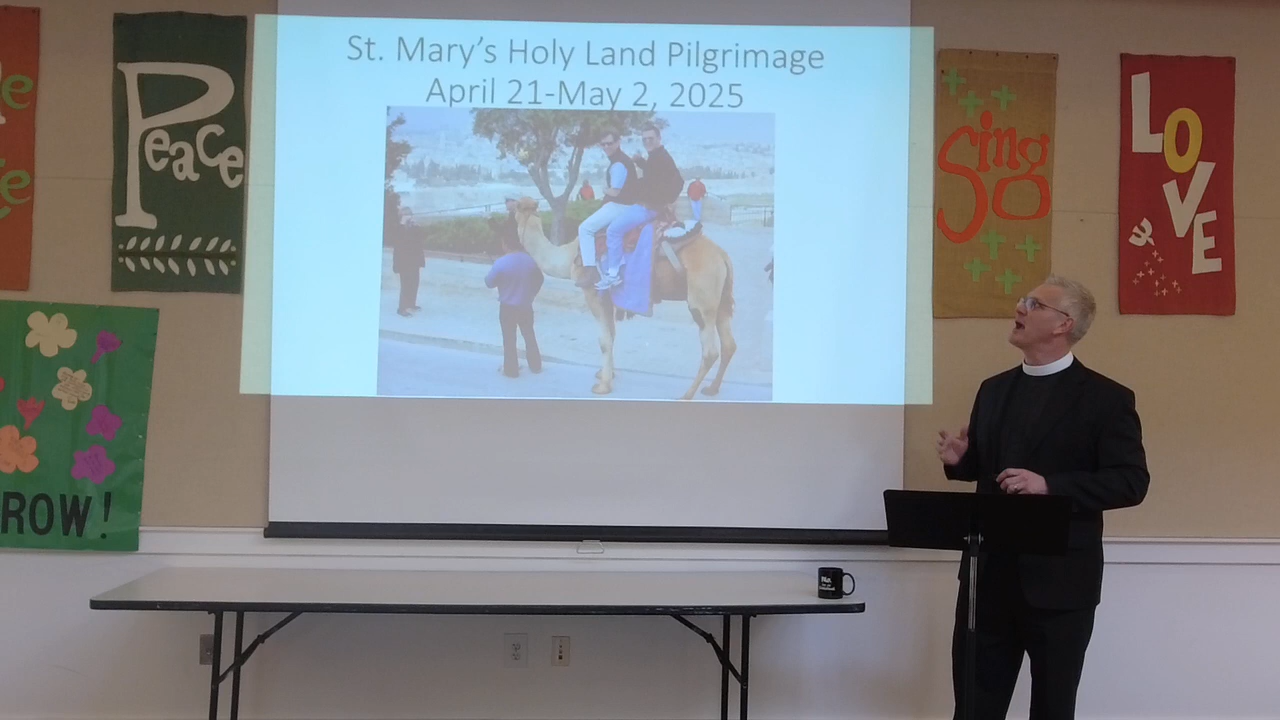 St. Mary's Holy Land Pilgrimage
April 21-May 2, 2025
Peace
Sing
LOVE
ROW!